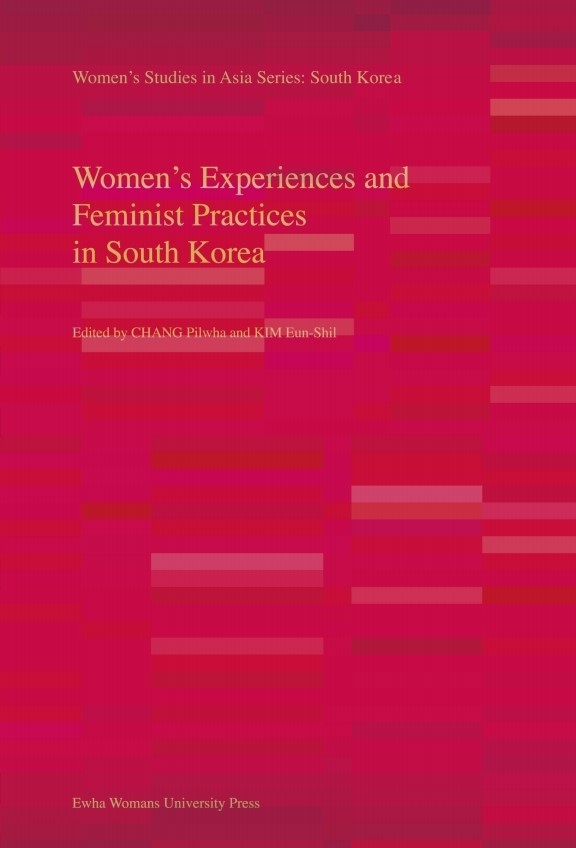 Women’s Studies in Asia Series: South Korea
Women’s Experiences and
Feminist Practices
in South Korea
Edited by CHANG Pilwha and KIM Eun-Shil
Ewha Womans University Press